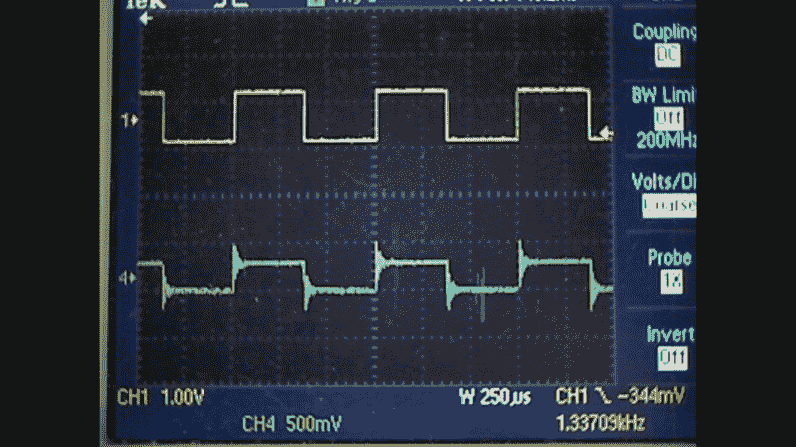 Tek
Coupling
DC
BW Limi
Off
200MHz
1
Volts/Di
Coarse
4
Probe
1X
Invert
Off
CH1 1.00V
W 250µs
CH1 -344mV
CH4 500mV
1.33709kHz